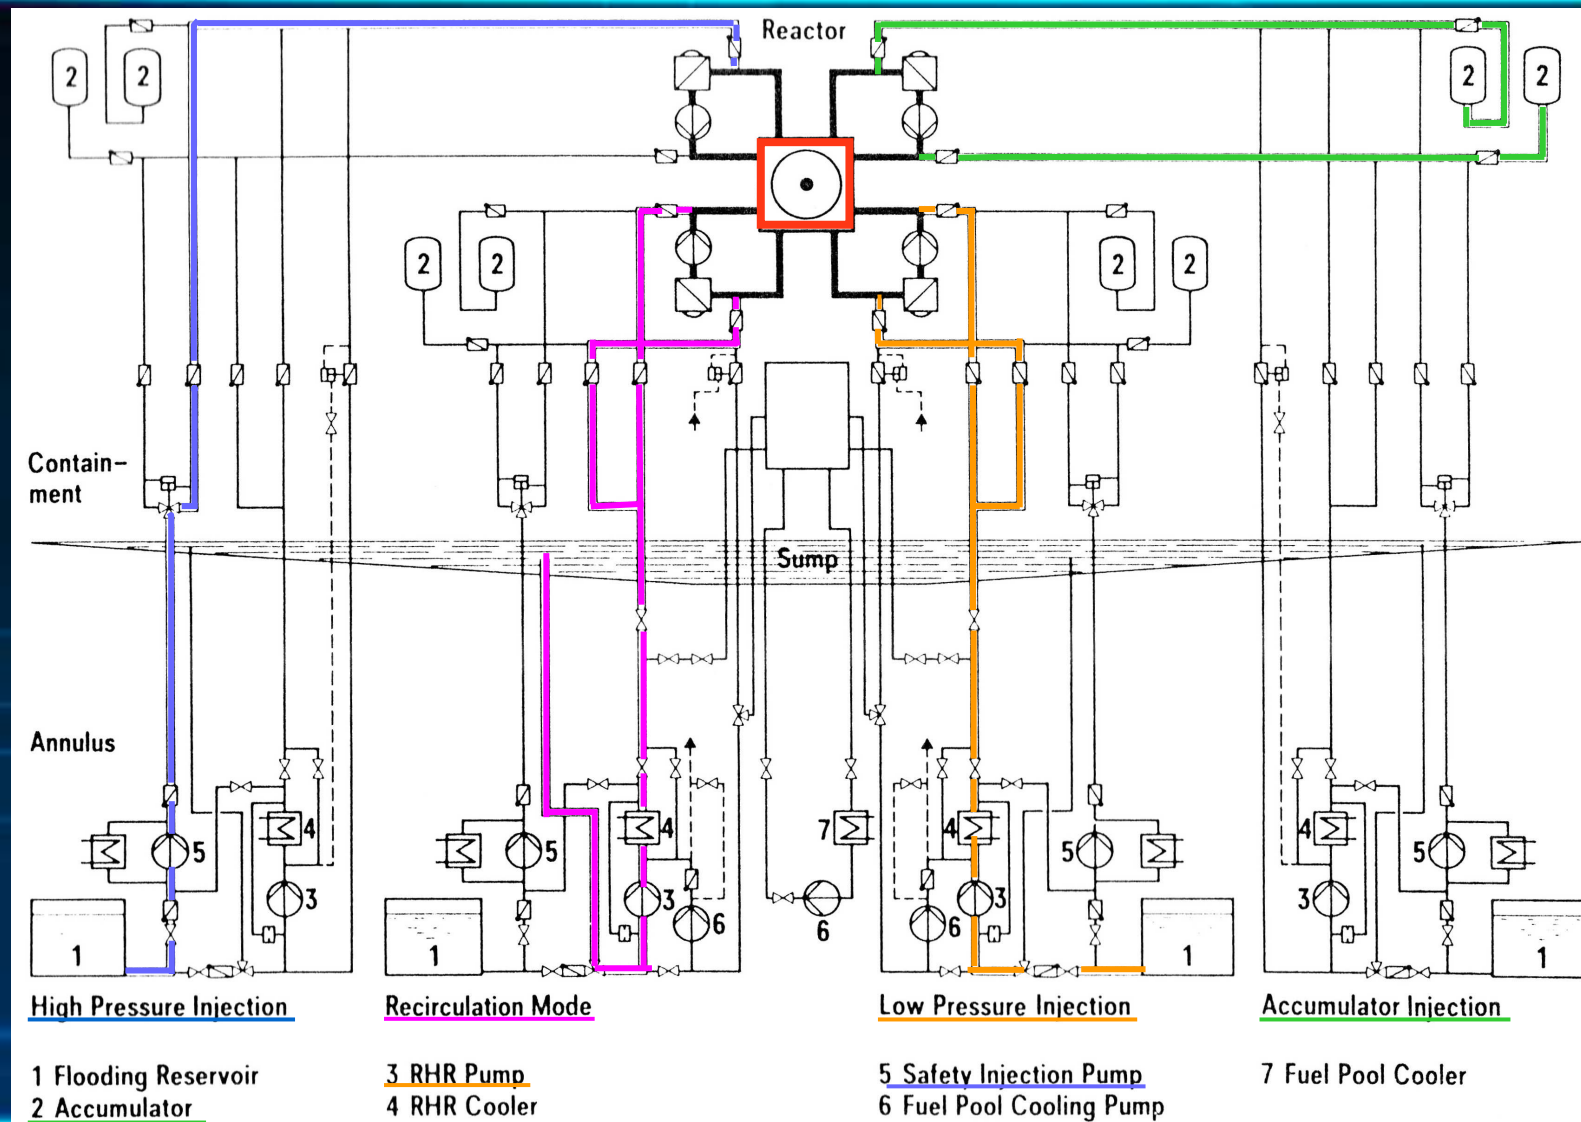 Reactor
2 2 2 2
2 2 2 2
Contain-
ment
Sump
Annulus
5 4 5 4 7 4 5 4 5
3 3 6 6 6 3 3
1 1 1 1
High Pressure Injection Recirculation Mode Low Pressure Injection Accumulator Injection
1 Flooding Reservoir 3 RHR Pump 5 Safety Injection Pump 7 Fuel Pool Cooler
2 Accumulator 4 RHR Cooler 6 Fuel Pool Cooling Pump